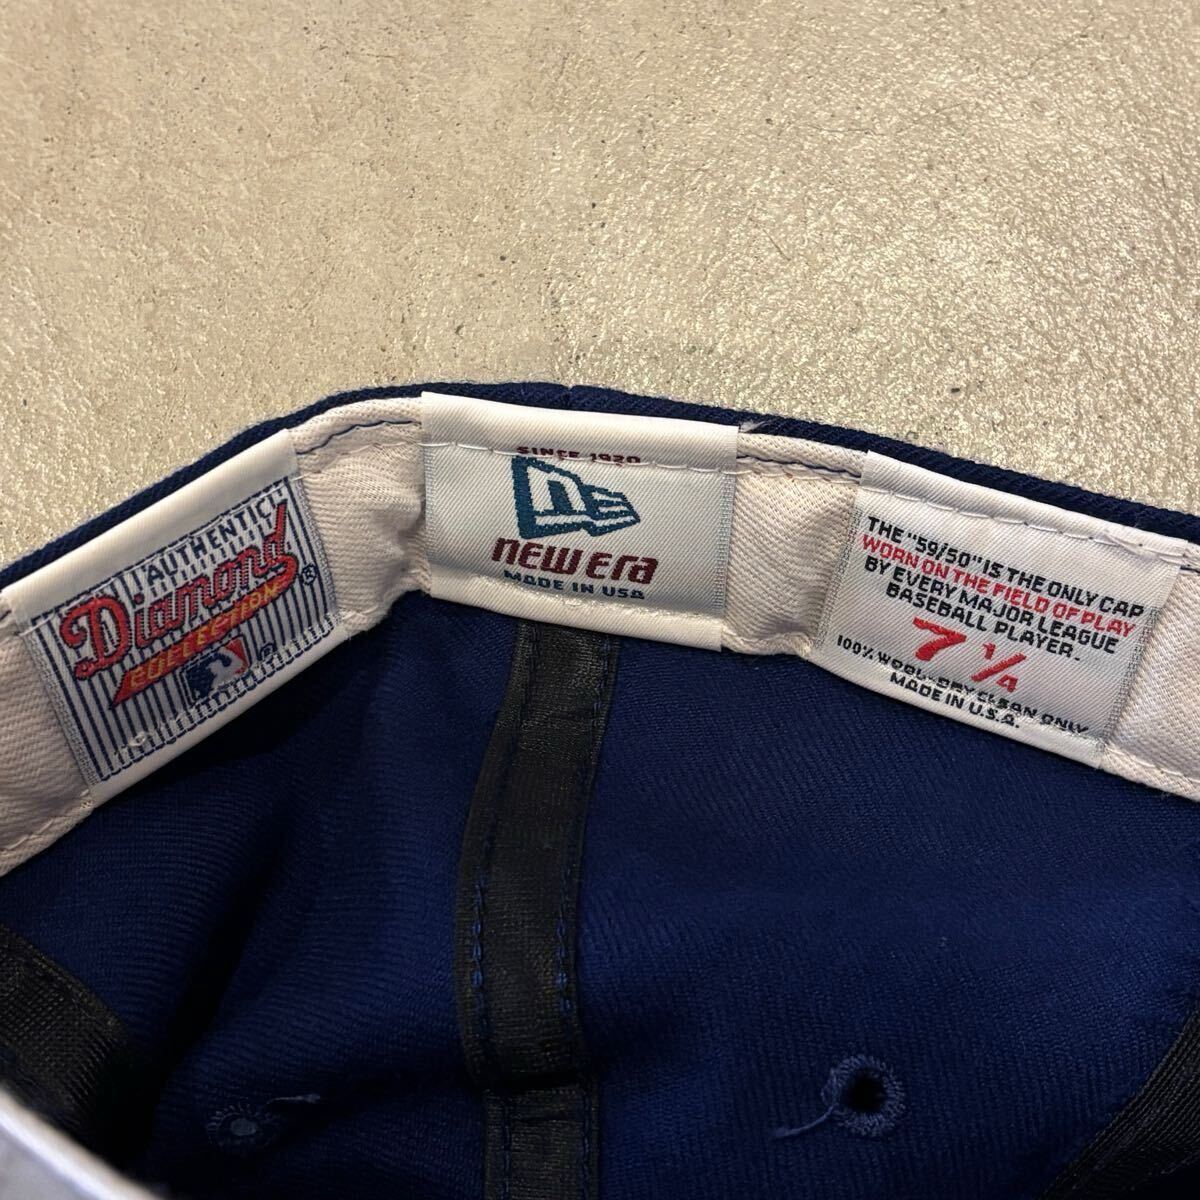 AUTHENTIC
Diamond
COLLECTION
®
®
SINCE 1920
NE
new era
MADE IN USA
THE "59/50" IS THE ONLY CAP
WORN ON THE FIELD OF PLAY
BY EVERY MAJOR LEAGUE
BASEBALL PLAYER.
7 1/4
100% WOOL-DRY CLEAN ONLY
MADE IN U.S.A.